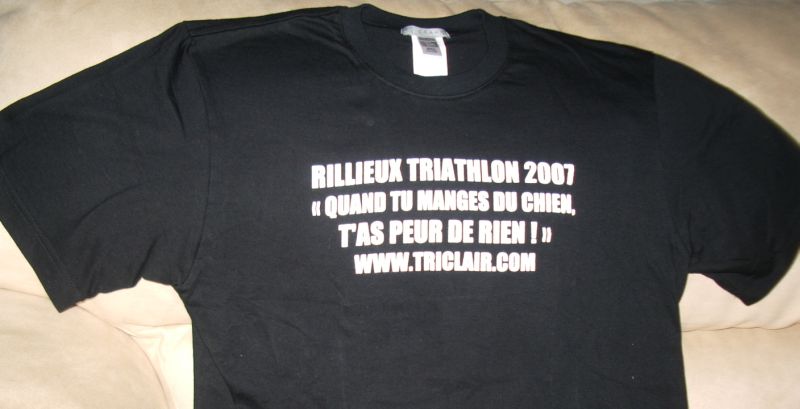 RILLIEUX TRIATHLON 2007
« QUAND TU MANGES DU CHIEN,
T'AS PEUR DE RIEN ! »
WWW.TRICLAIR.COM